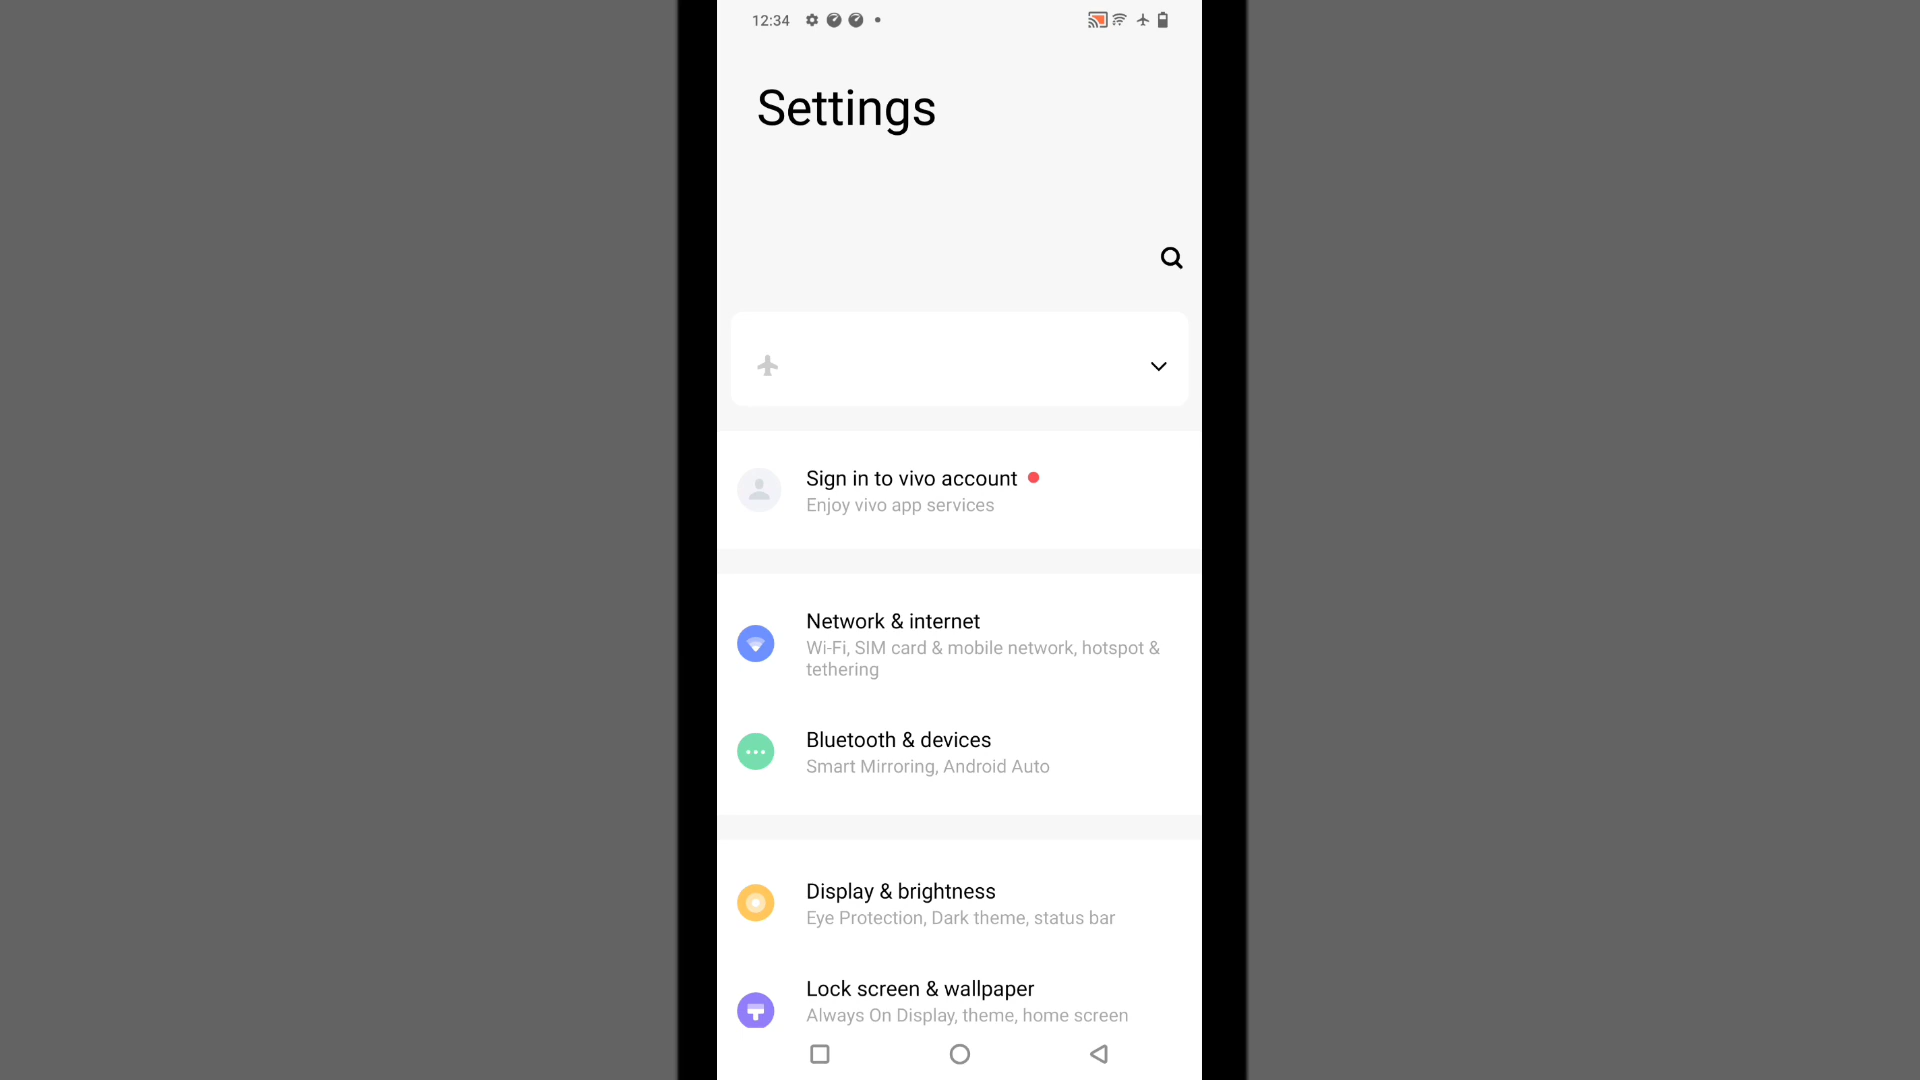 12:34
Settings
Sign in to vivo account
Enjoy vivo app services
Network & internet
Wi-Fi, SIM card & mobile network, hotspot &
tethering
Bluetooth & devices
Smart Mirroring, Android Auto
Display & brightness
Eye Protection, Dark theme, status bar
Lock screen & wallpaper
Always On Display, theme, home screen